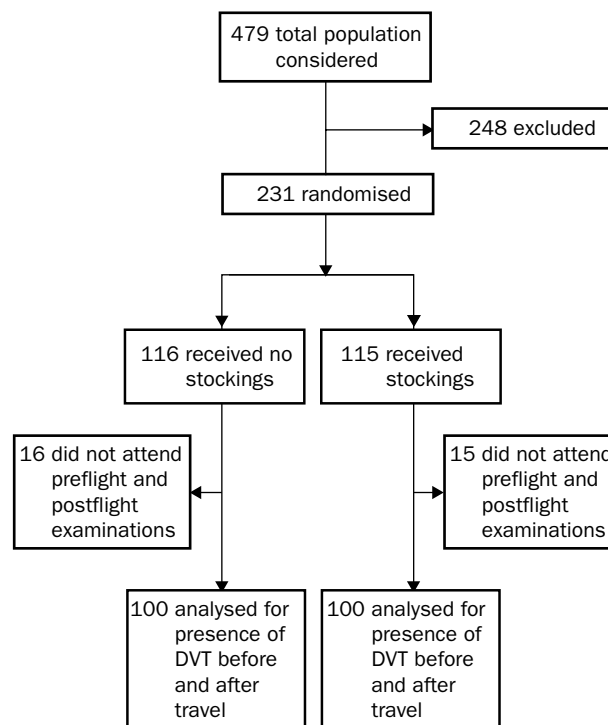 479 total population
considered
248 excluded
231 randomised
116 received no
stockings
115 received
stockings
16 did not attend
preflight and
postflight
examinations
15 did not attend
preflight and
postflight
examinations
100 analysed for
presence of
DVT before
and after
travel
100 analysed for
presence of
DVT before
and after
travel